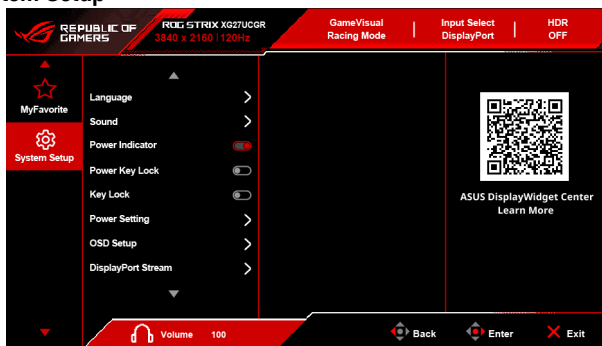 REPUBLIC OF
GAMERS
ROG STRIX XG27UCGR
3840 x 2160 | 120Hz
GameVisual
Racing Mode
Input Select
DisplayPort
HDR
OFF
MyFavorite
System Setup
Language
Sound
Power Indicator
Power Key Lock
Key Lock
Power Setting
OSD Setup
DisplayPort Stream
ASUS DisplayWidget Center
Learn More
Volume 100
Back
Enter
Exit